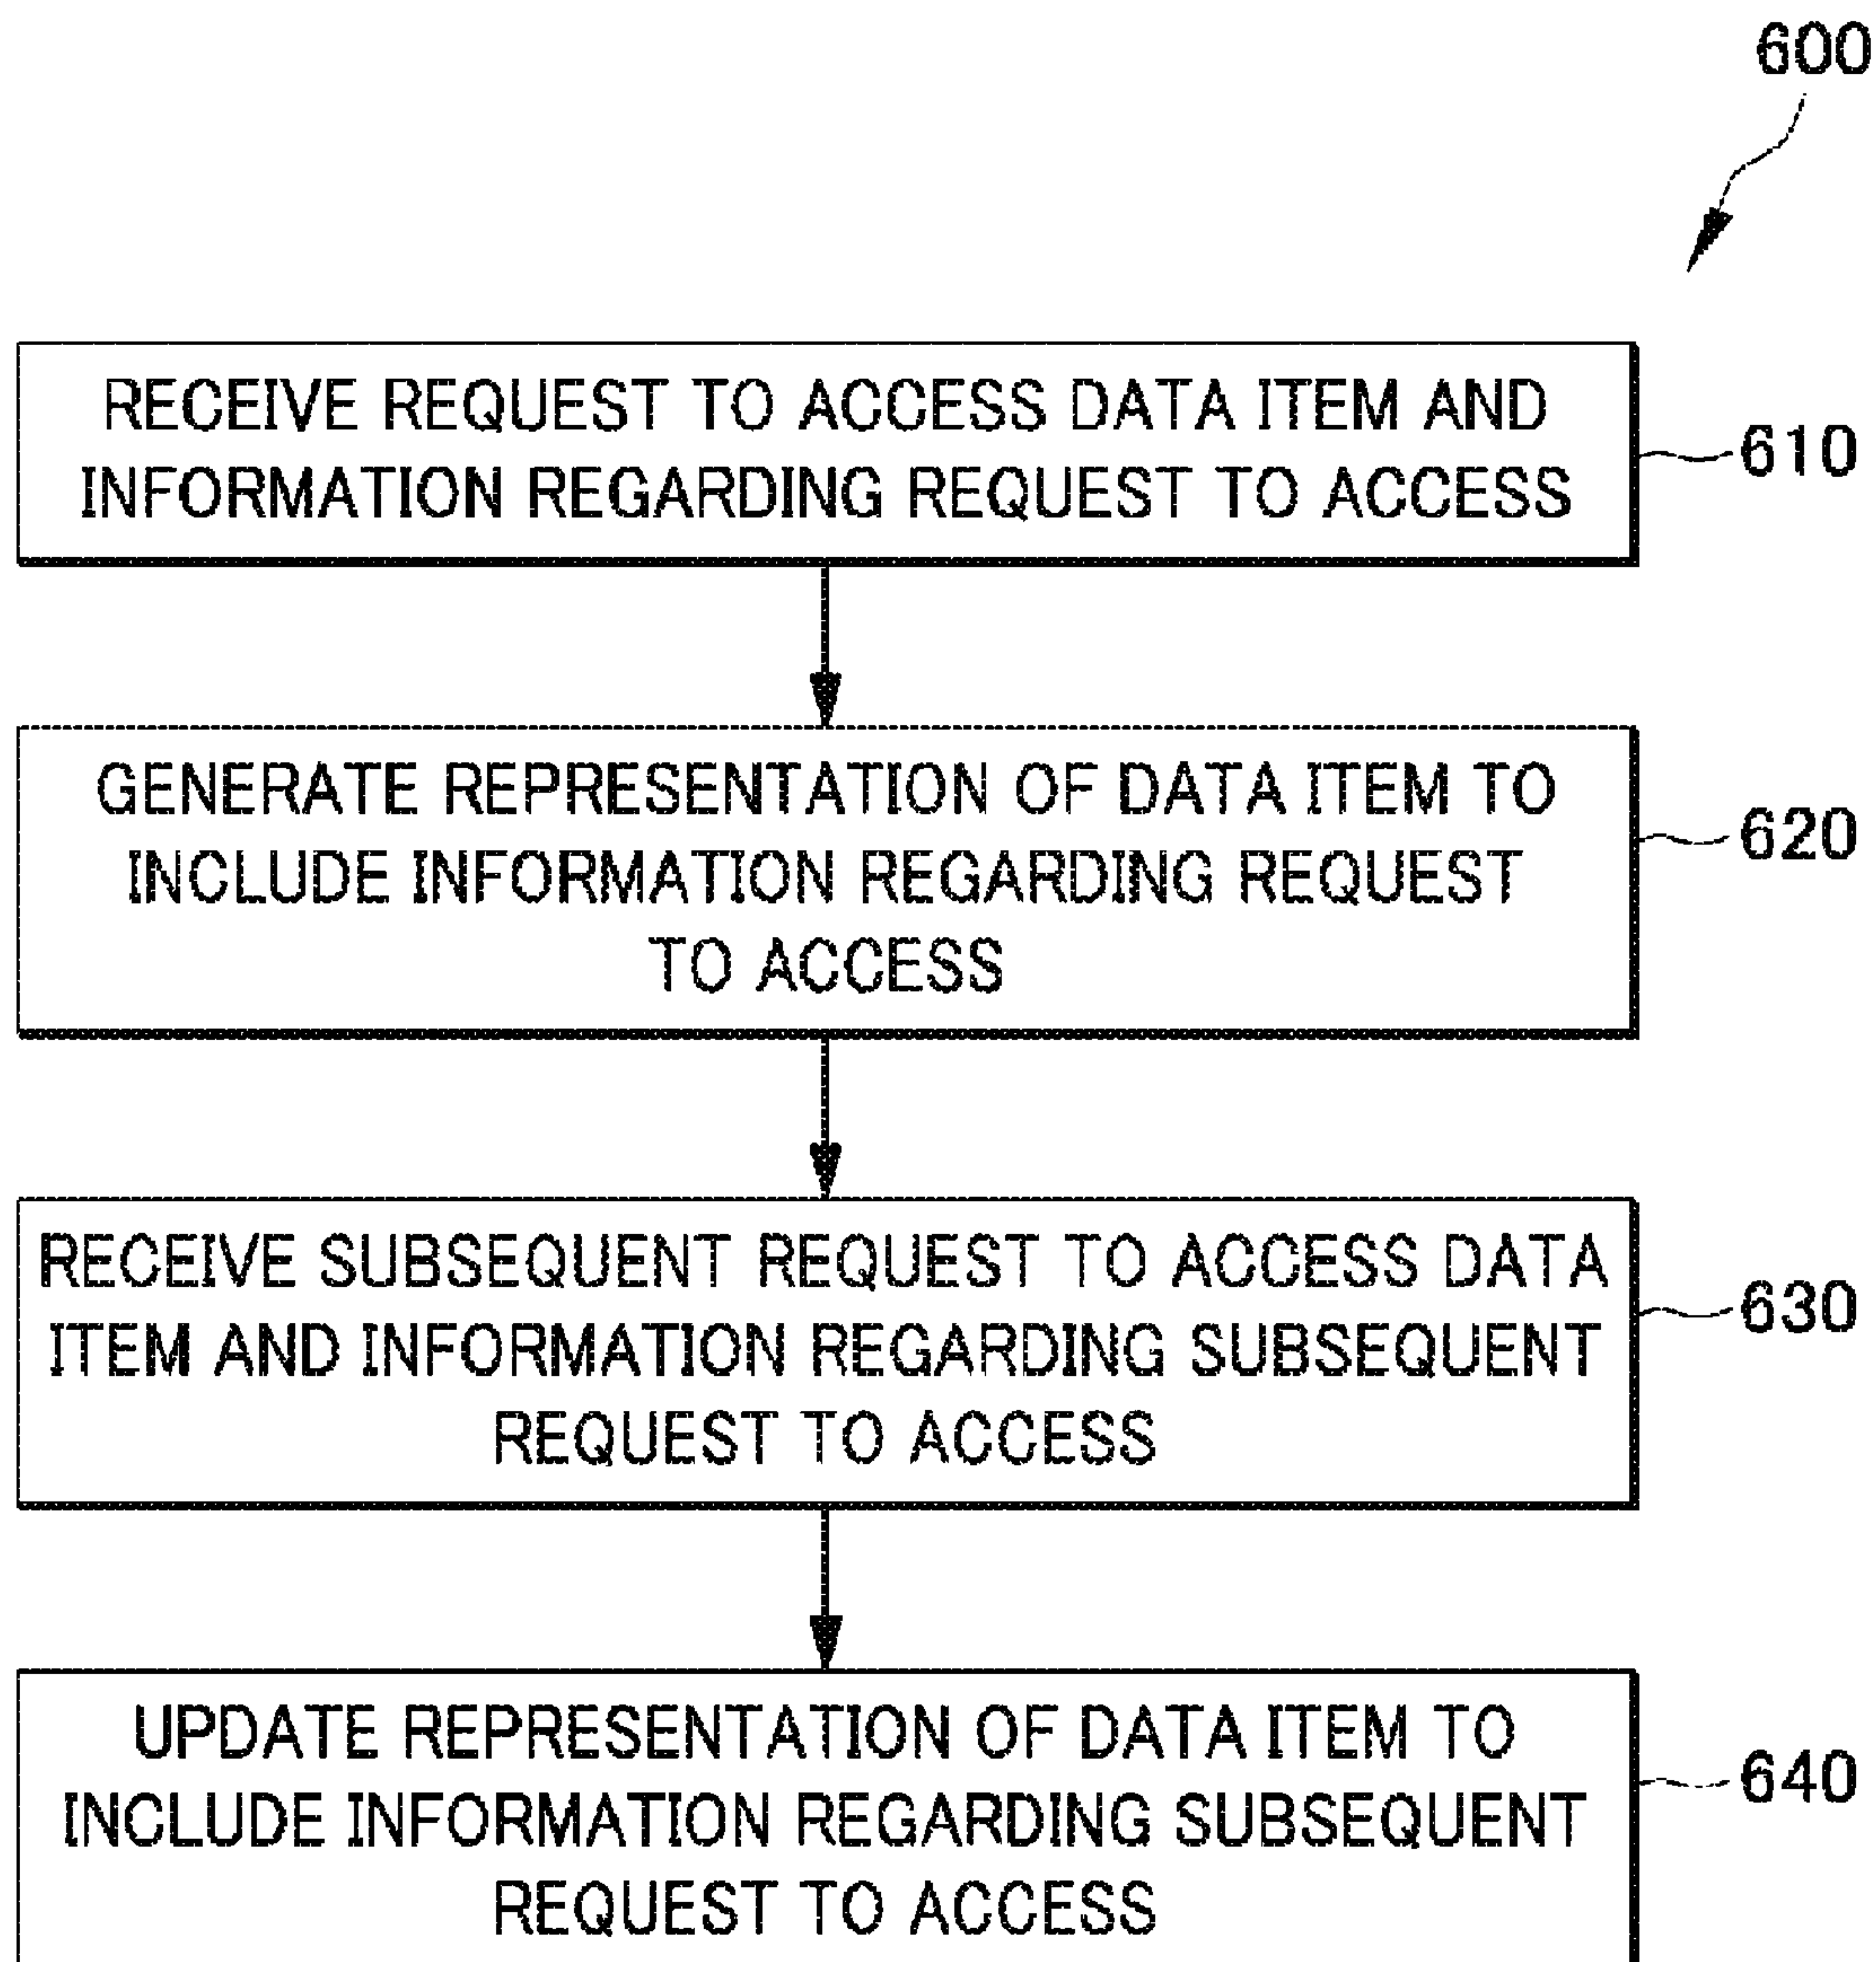 600
RECEIVE REQUEST TO ACCESS DATA ITEM AND
INFORMATION REGARDING REQUEST TO ACCESS
610
GENERATE REPRESENTATION OF DATA ITEM TO
INCLUDE INFORMATION REGARDING REQUEST
TO ACCESS
620
RECEIVE SUBSEQUENT REQUEST TO ACCESS DATA
ITEM AND INFORMATION REGARDING SUBSEQUENT
REQUEST TO ACCESS
630
UPDATE REPRESENTATION OF DATA ITEM TO
INCLUDE INFORMATION REGARDING SUBSEQUENT
REQUEST TO ACCESS
640